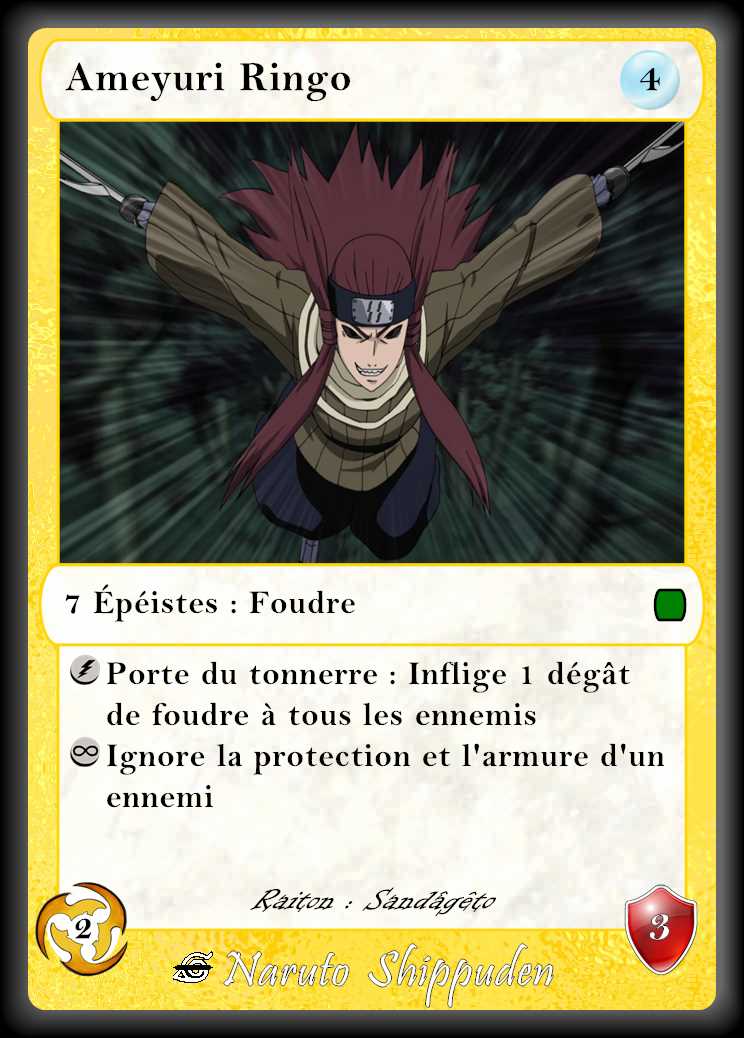 Ameyuri Ringo
4
7 Épéistes : Foudre
Porte du tonnerre : Inflige 1 dégât
de foudre à tous les ennemis
Ignore la protection et l'armure d'un
ennemi
Raiton : Sandâgêto
2
3
Naruto Shippuden